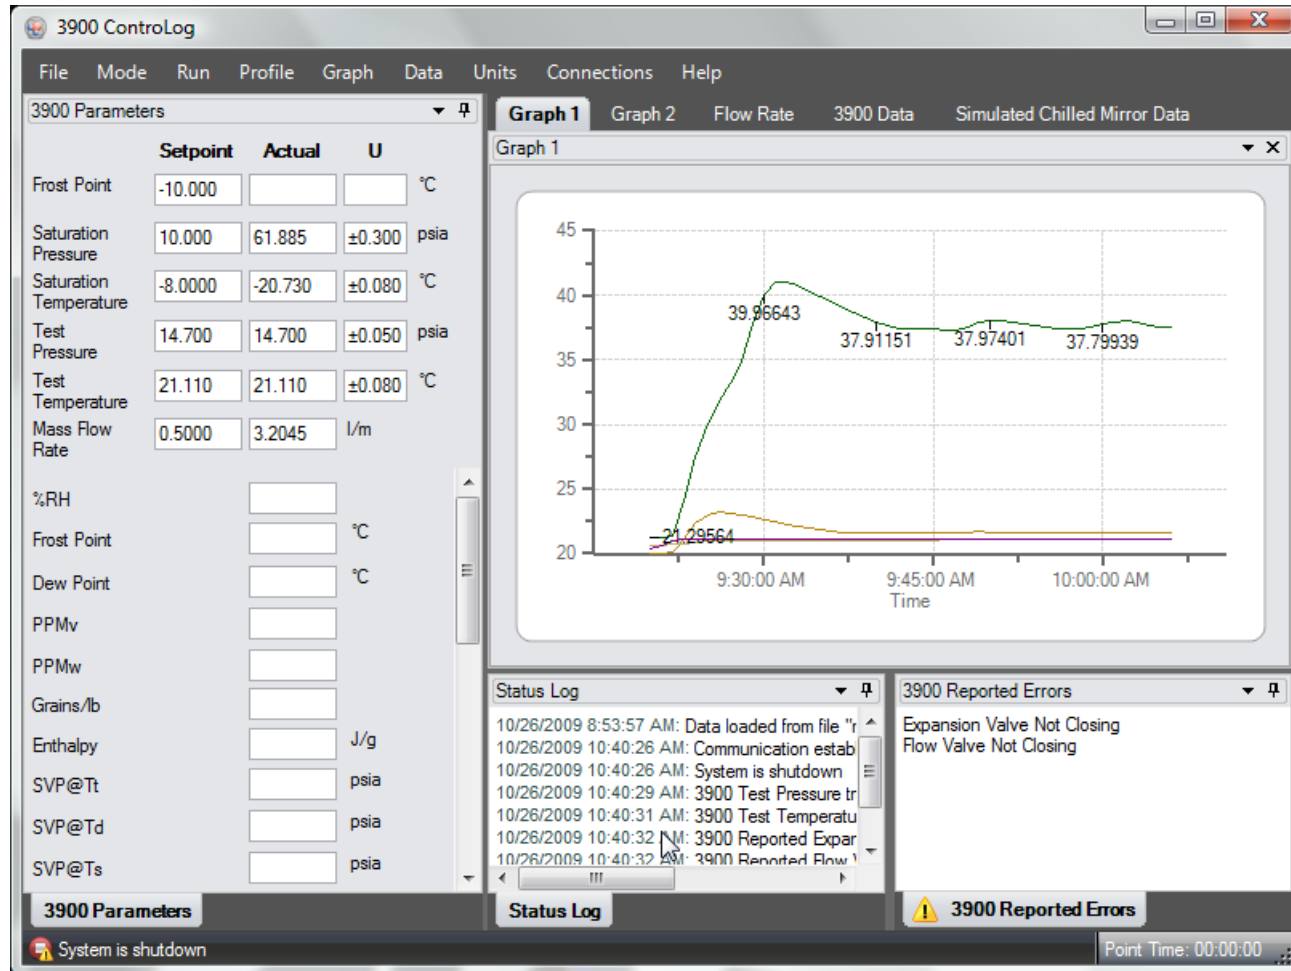 3900 ControLog
File Mode Run Profile Graph Data Units Connections Help
3900 Parameters
Setpoint Actual U
Frost Point -10.000 °C
Saturation Pressure 10.000 61.885 ±0.300 psia
Saturation Temperature -8.0000 -20.730 ±0.080 °C
Test Pressure 14.700 14.700 ±0.050 psia
Test Temperature 21.110 21.110 ±0.080 °C
Mass Flow Rate 0.5000 3.2045 l/m
%RH
Frost Point °C
Dew Point °C
PPMv
PPMw
Grains/lb
Enthalpy J/g
SVP@Tt psia
SVP@Td psia
SVP@Ts psia
3900 Parameters
Graph 1 Graph 2 Flow Rate 3900 Data Simulated Chilled Mirror Data
Graph 1
45
40
35
30
25
20
39.96643
37.91151
37.97401
37.79939
21.29564
9:30:00 AM 9:45:00 AM 10:00:00 AM
Time
Status Log
10/26/2009 8:53:57 AM: Data loaded from file "r
10/26/2009 10:40:26 AM: Communication estab
10/26/2009 10:40:26 AM: System is shutdown
10/26/2009 10:40:29 AM: 3900 Test Pressure tr
10/26/2009 10:40:31 AM: 3900 Test Temperatu
10/26/2009 10:40:32 AM: 3900 Reported Expar
10/26/2009 10:40:32 AM: 3900 Reported Flow
Status Log
3900 Reported Errors
Expansion Valve Not Closing
Flow Valve Not Closing
3900 Reported Errors
System is shutdown
Point Time: 00:00:00